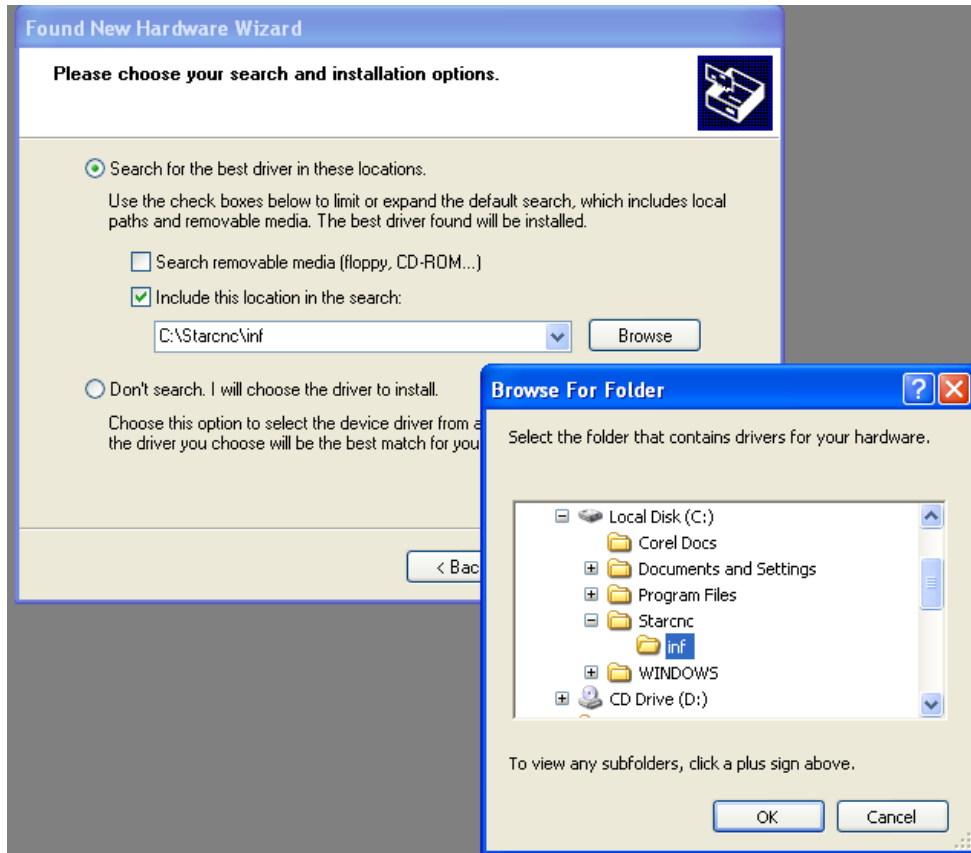 Found New Hardware Wizard
Please choose your search and installation options.
Search for the best driver in these locations.
Use the check boxes below to limit or expand the default search, which includes local
paths and removable media. The best driver found will be installed.
Search removable media (floppy, CD-ROM...)
Include this location in the search:
C:\Starcnc\inf
Browse
Don't search. I will choose the driver to install.
Choose this option to select the device driver from a
the driver you choose will be the best match for you
< Bac
Browse For Folder
Select the folder that contains drivers for your hardware.
Local Disk (C:)
Corel Docs
Documents and Settings
Program Files
Starcnc
inf
WINDOWS
CD Drive (D:)
To view any subfolders, click a plus sign above.
OK
Cancel